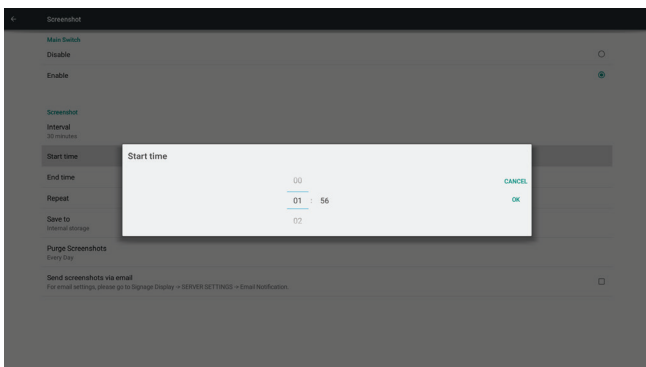 Screenshot
Main Switch
Disable
Enable
Screenshot
Interval
30 minutes
Start time
Start time
00
CANCEL
01 : 56
OK
02
End time
Repeat
Save to
Internal storage
Purge Screenshots
Every Day
Send screenshots via email
For email settings, please go to Signage Display -> SERVER SETTINGS -> Email Notification.